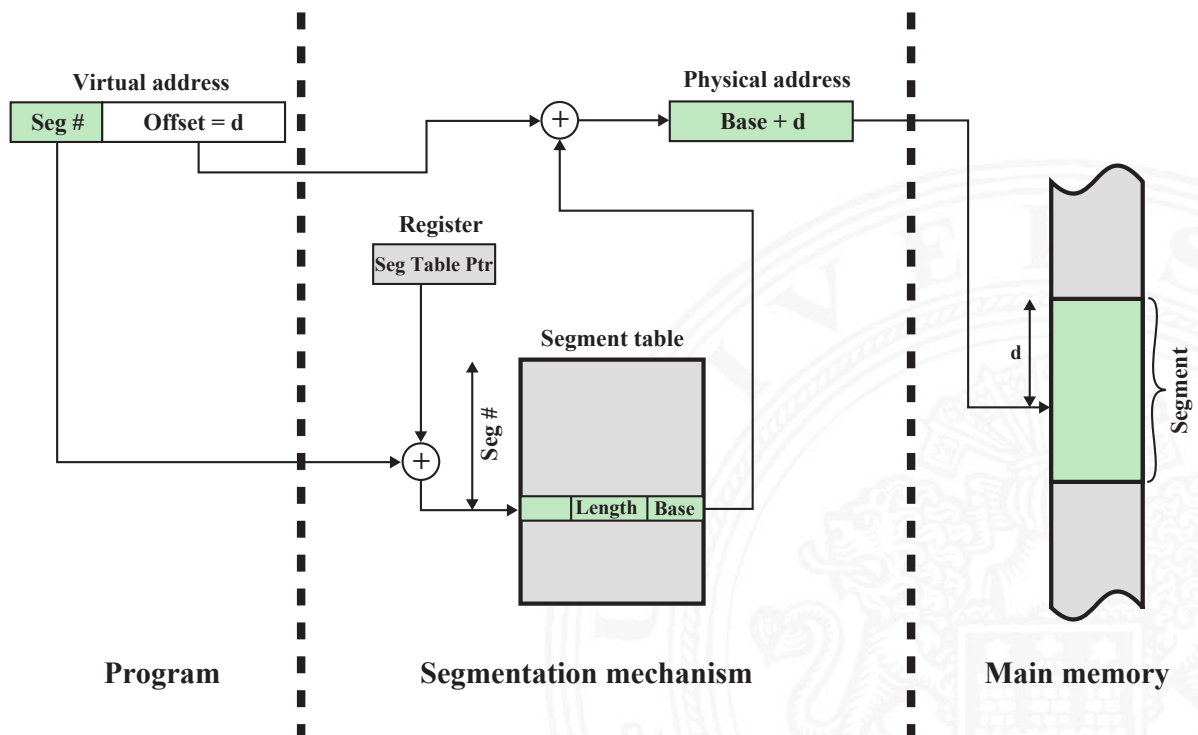 Virtual address
Seg #
Offset = d
Physical address
Base + d
Register
Seg Table Ptr
Segment table
Seg #
Length
Base
d
Segment
Program
Segmentation mechanism
Main memory